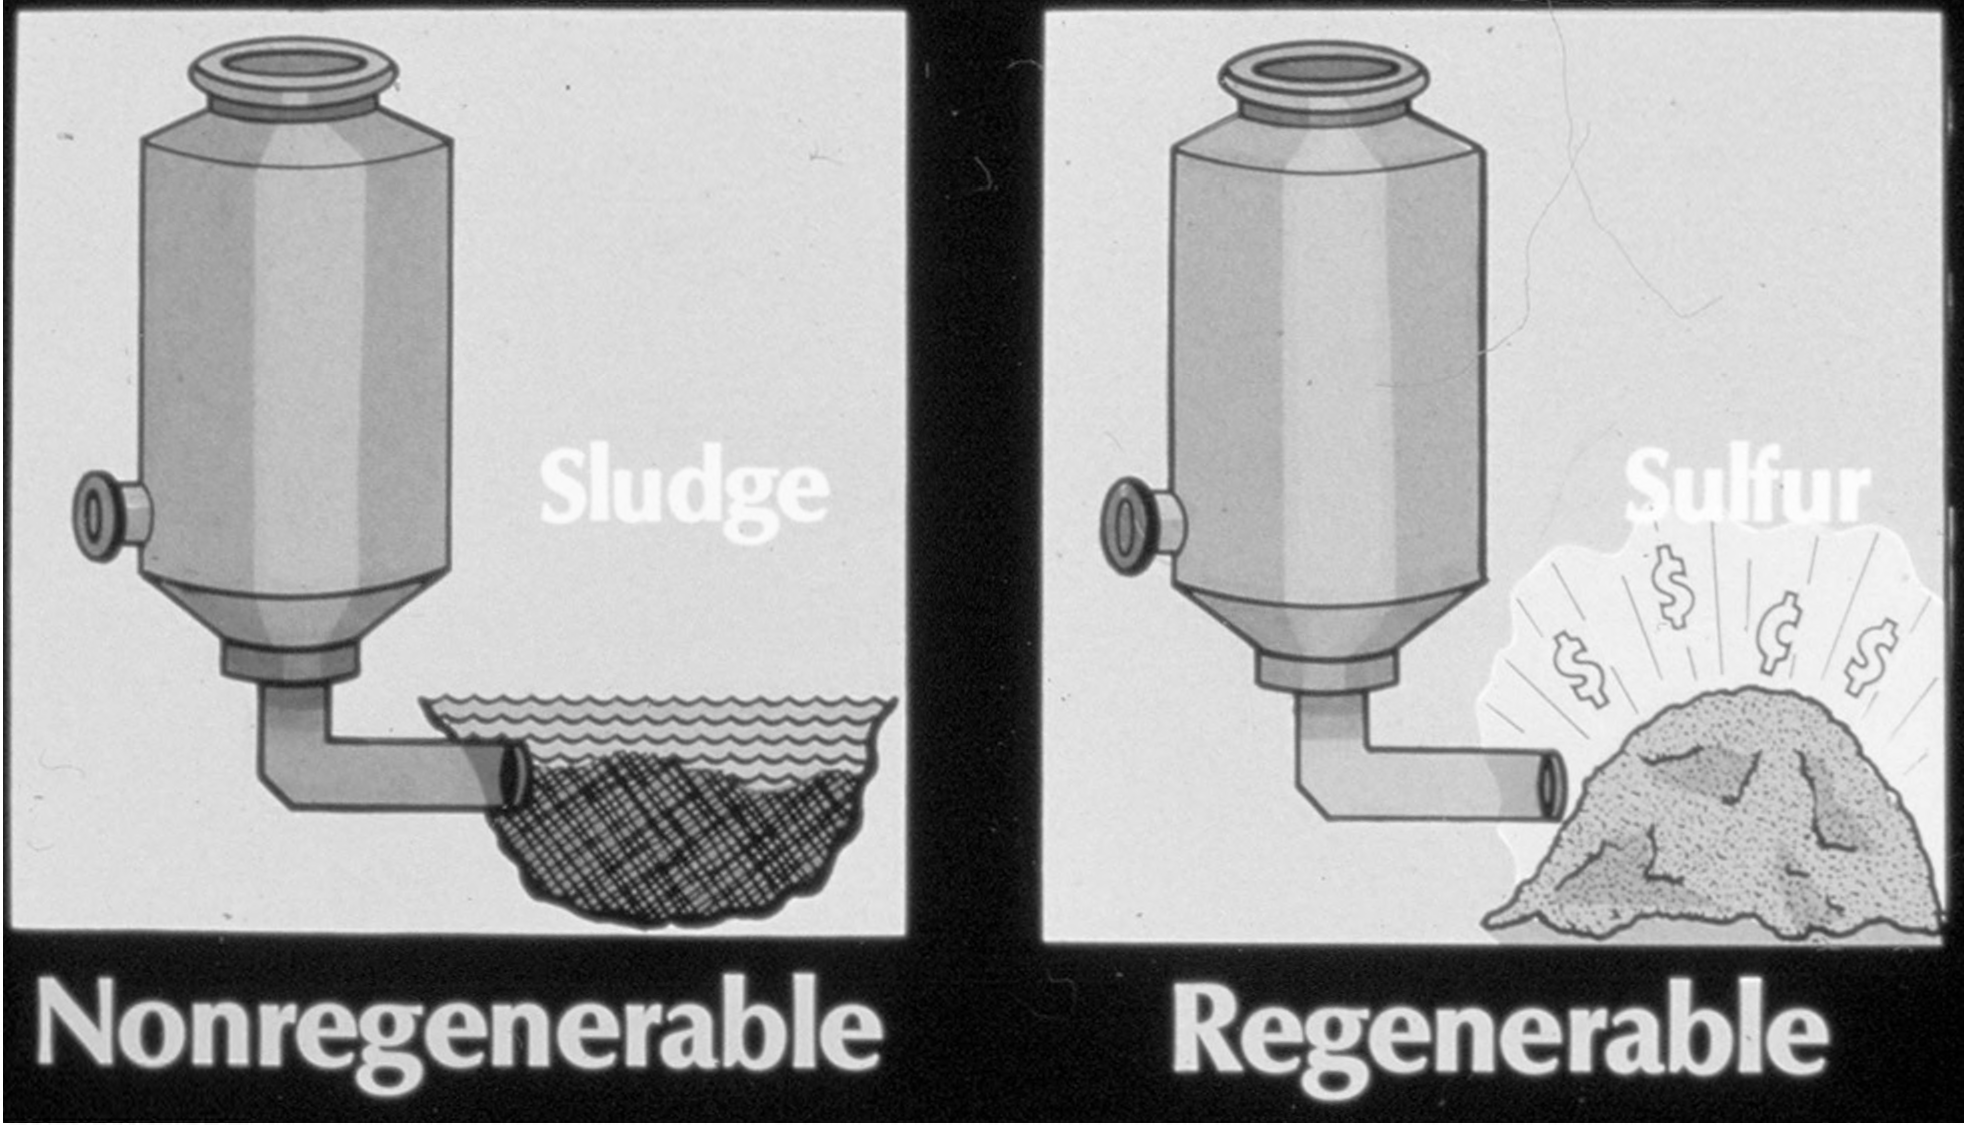 Sludge
Nonregenerable
Sulfur
$ $ ¢ $
Regenerable